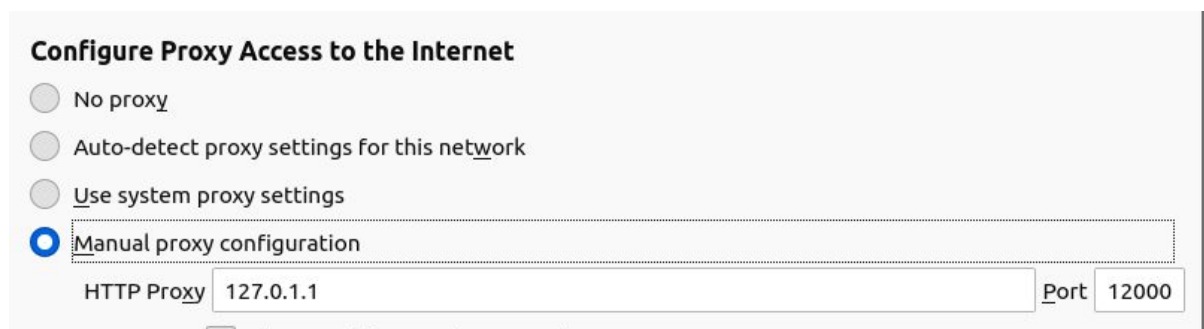 Configure Proxy Access to the Internet
No proxy
Auto-detect proxy settings for this network
Use system proxy settings
Manual proxy configuration
HTTP Proxy 127.0.1.1 Port 12000